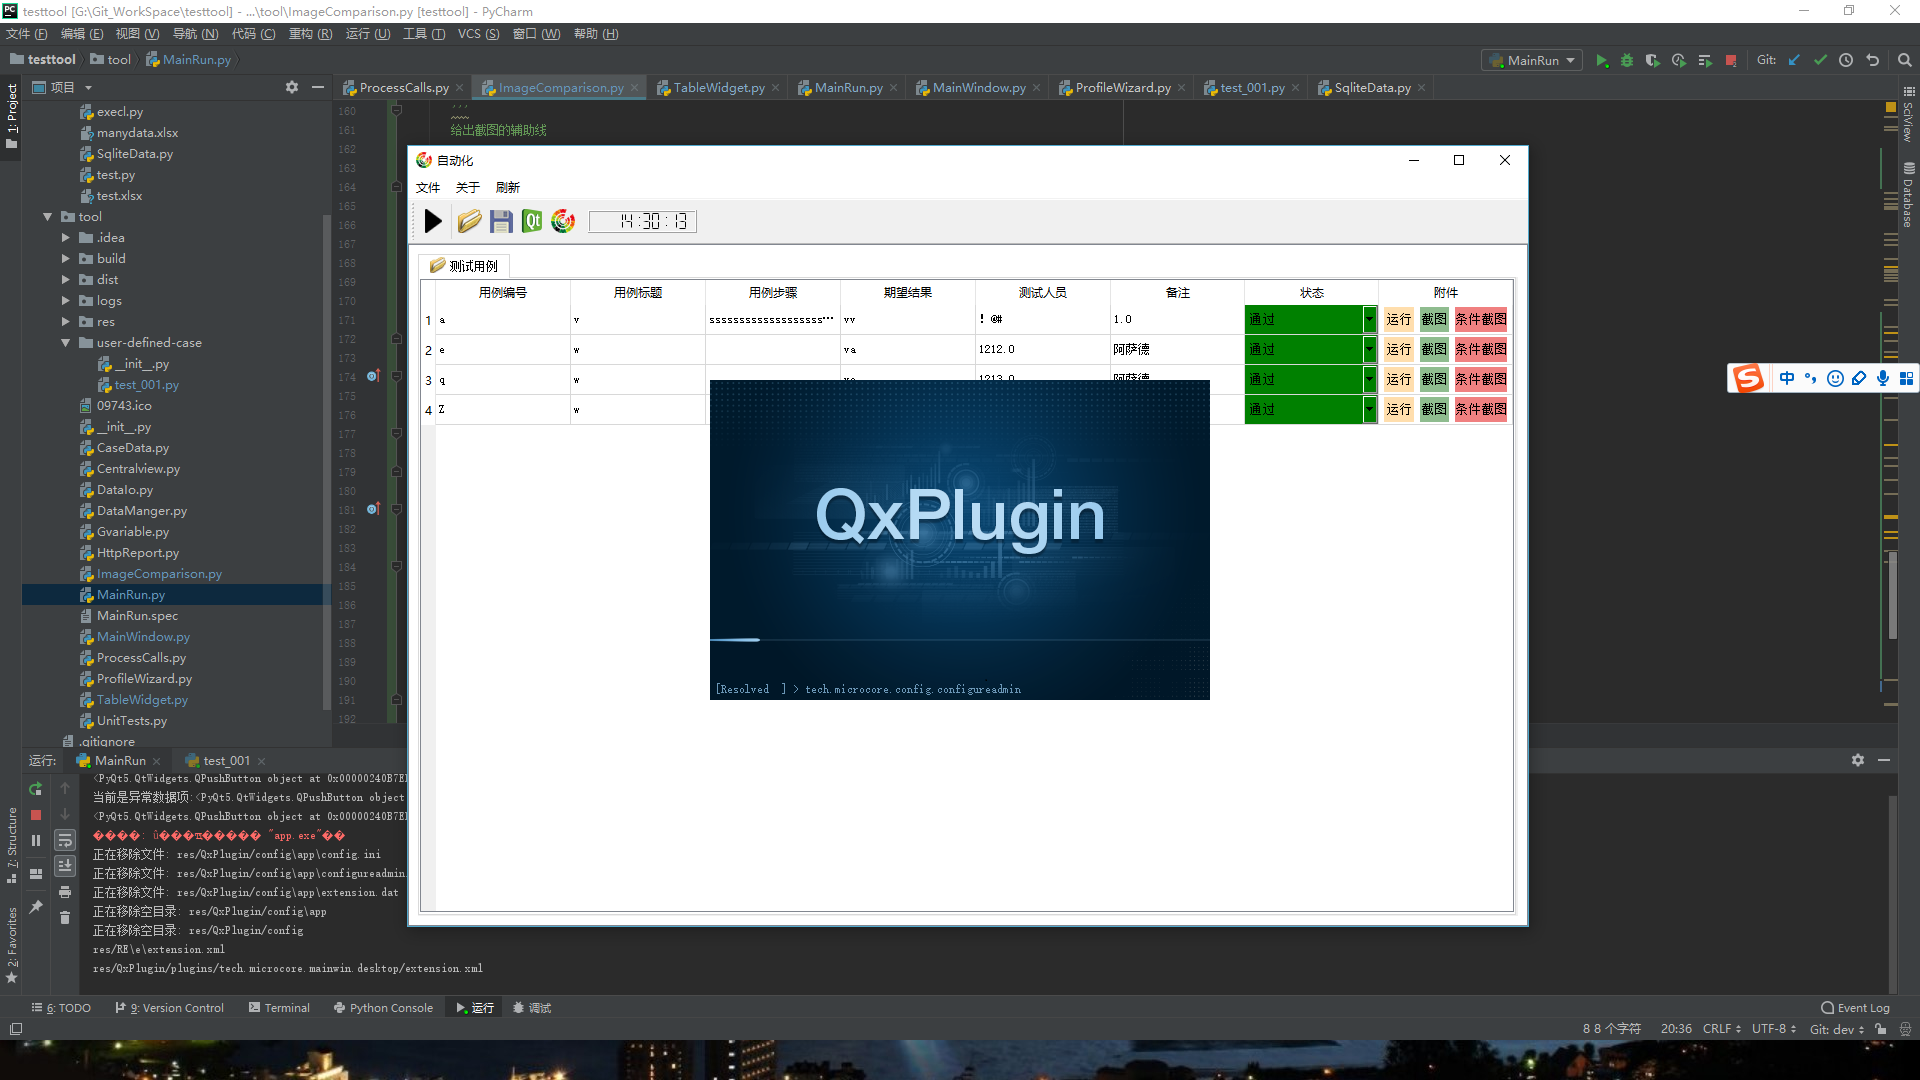 testtool [G:\Git_WorkSpace\testtool] - ...\tool\ImageComparison.py [testtool] - PyCharm
文件 (F) 编辑 (E) 视图 (V) 导航 (N) 代码 (C) 重构 (R) 运行 (U) 工具 (T) VCS (S) 窗口 (W) 帮助 (H)
testtool tool MainRun.py MainRun Git:
1: Project 项目 ProcessCalls.py ImageComparison.py TableWidget.py MainRun.py MainWindow.py ProfileWizard.py test_001.py SqliteData.py
SciView
Database
execl.py
manydata.xlsx
SqliteData.py
test.py
test.xlsx
tool
.idea
build
dist
logs
res
user-defined-case
__init__.py
test_001.py
09743.ico
__init__.py
CaseData.py
Centralview.py
DataIo.py
DataManger.py
Gvariable.py
HttpReport.py
ImageComparison.py
MainRun.py
MainRun.spec
MainWindow.py
ProcessCalls.py
ProfileWizard.py
TableWidget.py
UnitTests.py
.gitignore
160 '''
161 给出截图的辅助线
162
163
164
165
166
167
168
169
170
171
172
173
174
175
176
177
178
179
180
181
182
183
184
185
186
187
188
189
190
191
192
自动化
文件 关于 刷新
Qt 14:30:13
测试用例
用例编号 用例标题 用例步骤 期望结果 测试人员 备注 状态 附件
1 a v sssssssssssssssssss… vv ！@# 1.0 通过 运行 截图 条件截图
2 e w va 1212.0 阿萨德 通过 运行 截图 条件截图
3 q w 1213.0 阿萨德 通过 运行 截图 条件截图
4 Z w 通过 运行 截图 条件截图
QxPlugin
[Resolved ] > tech.microcore.config.configureadmin
中
运行: MainRun test_001
<PyQt5.QtWidgets.QPushButton object at 0x00000240B7E
当前是异常数据项:<PyQt5.QtWidgets.QPushButton object
<PyQt5.QtWidgets.QPushButton object at 0x00000240B7E
"app.exe"
正在移除文件: res/QxPlugin/config\app\config.ini
正在移除文件: res/QxPlugin/config\app\configureadmin.
正在移除文件: res/QxPlugin/config\app\extension.dat
正在移除空目录: res/QxPlugin/config\app
正在移除空目录: res/QxPlugin/config
res/RE\e\extension.xml
res/QxPlugin/plugins/tech.microcore.mainwin.desktop/extension.xml
7: Structure
2: Favorites
6: TODO 9: Version Control Terminal Python Console 运行 调试 Event Log
8 8 个字符 20:36 CRLF UTF-8 Git: dev